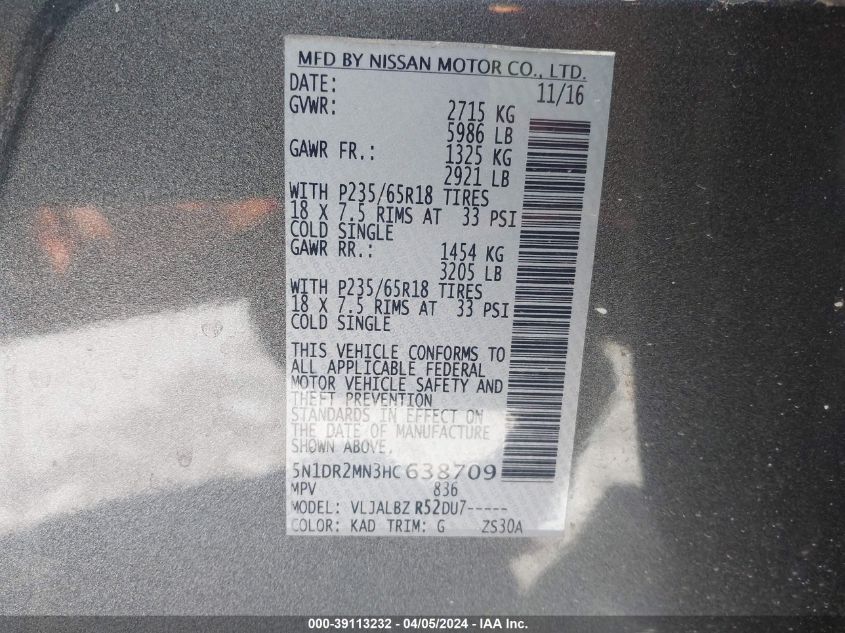 MFD BY NISSAN MOTOR CO., LTD.
DATE: 11/16
GVWR: 2715 KG
5986 LB
GAWR FR.: 1325 KG
2921 LB
WITH P235/65R18 TIRES
18 X 7.5 RIMS AT 33 PSI
COLD SINGLE
GAWR RR.: 1454 KG
3205 LB
WITH P235/65R18 TIRES
18 X 7.5 RIMS AT 33 PSI
COLD SINGLE
THIS VEHICLE CONFORMS TO
ALL APPLICABLE FEDERAL
MOTOR VEHICLE SAFETY AND
THEFT PREVENTION
STANDARDS IN EFFECT ON
THE DATE OF MANUFACTURE
SHOWN ABOVE.
5N1DR2MN3HC638709
MPV 836
MODEL: VLJALBZ R52DU7-----
COLOR: KAD TRIM: G ZS30A
000-39113232 - 04/05/2024 - IAA Inc.